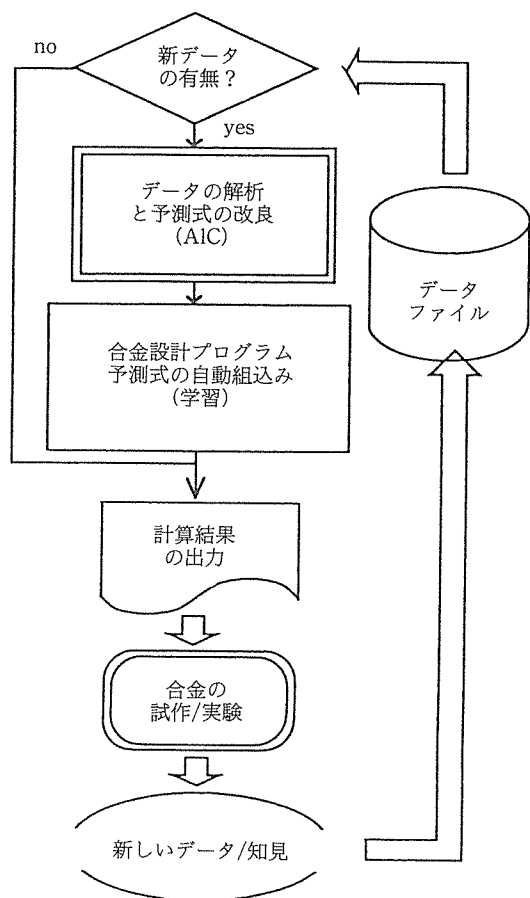 no
新データ
の有無？
yes
データの解析
と予測式の改良
(AIC)
合金設計プログラム
予測式の自動組込み
(学習)
計算結果
の出力
合金の
試作/実験
新しいデータ/知見
データ
ファイル